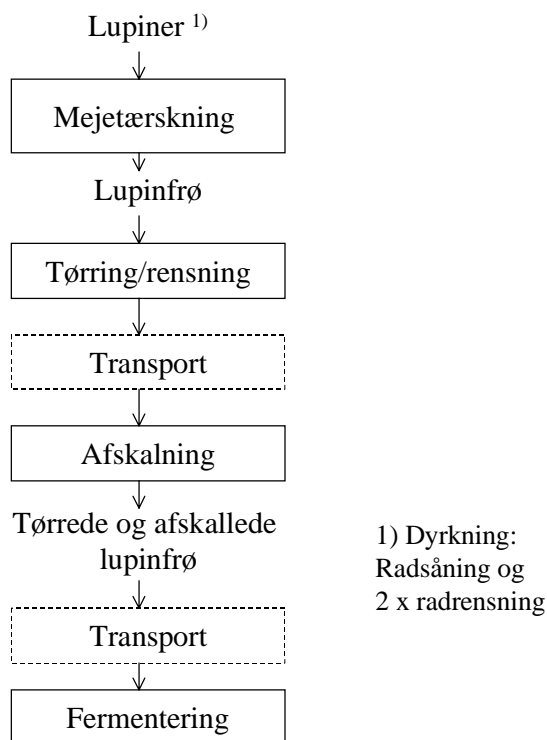 Lupiner 1)
Mejetærskning
Lupinfrø
Tørring/rensning
Transport
Afskalning
Tørrede og afskallede
lupinfrø
Transport
Fermentering
1) Dyrkning:
Radsåning og
2 x radrensning